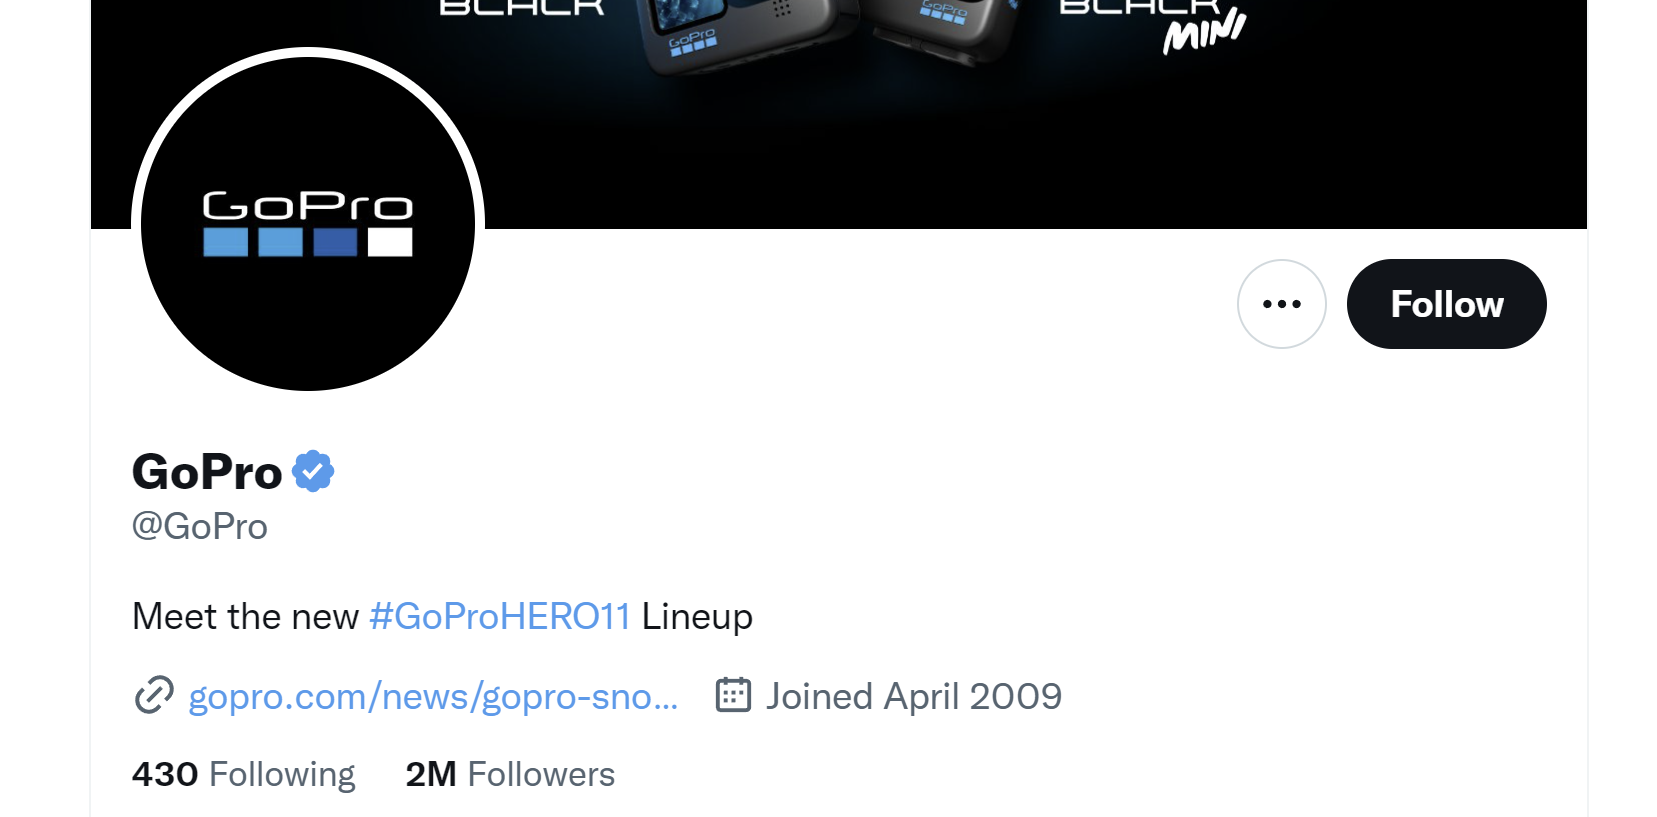 BLACK
BLACK
MINI
GoPro
GoPro
GoPro
Follow
GoPro
@GoPro
Meet the new #GoProHERO11 Lineup
gopro.com/news/gopro-sno...
Joined April 2009
430 Following 2M Followers